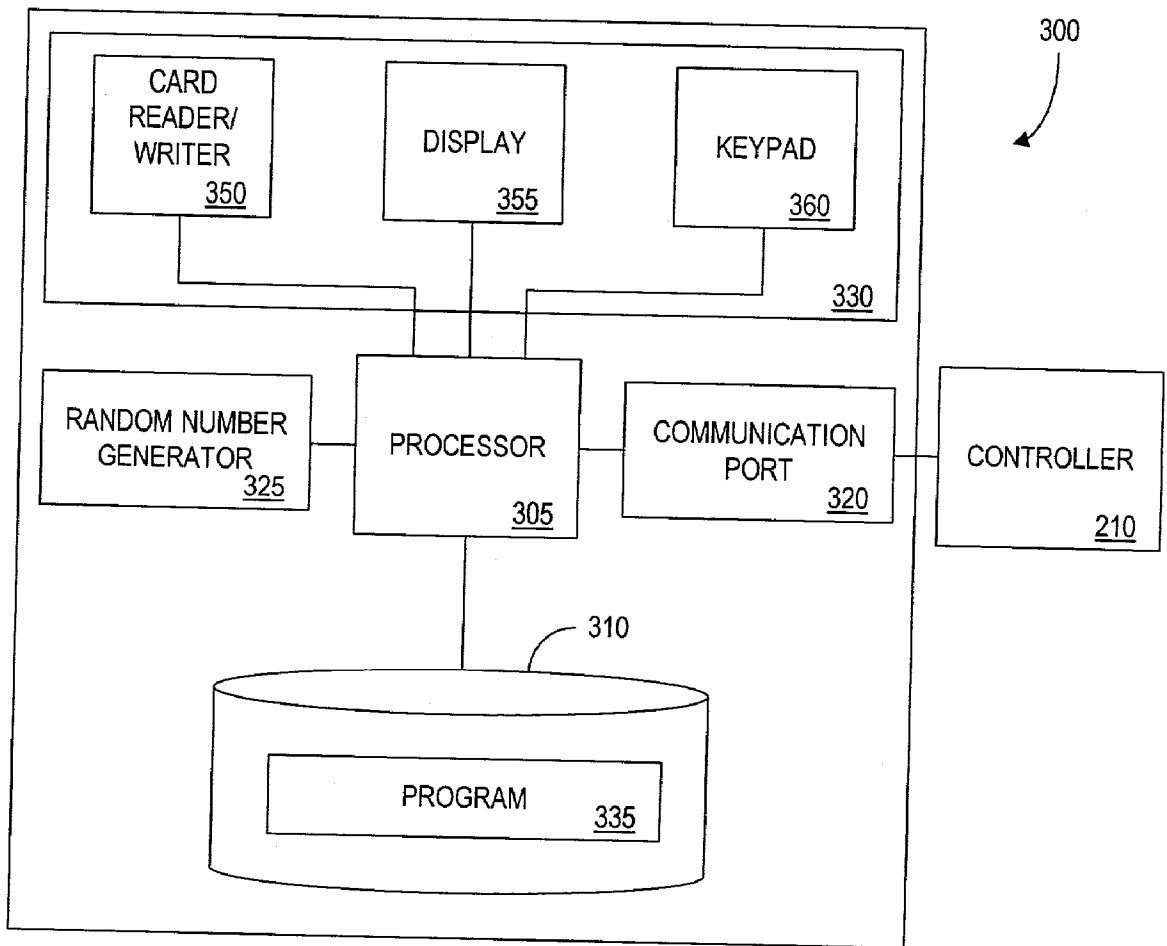 300
CARD
READER/
WRITER
350
DISPLAY
355
KEYPAD
360
330
RANDOM NUMBER
GENERATOR
325
PROCESSOR
305
COMMUNICATION
PORT
320
CONTROLLER
210
310
PROGRAM
335